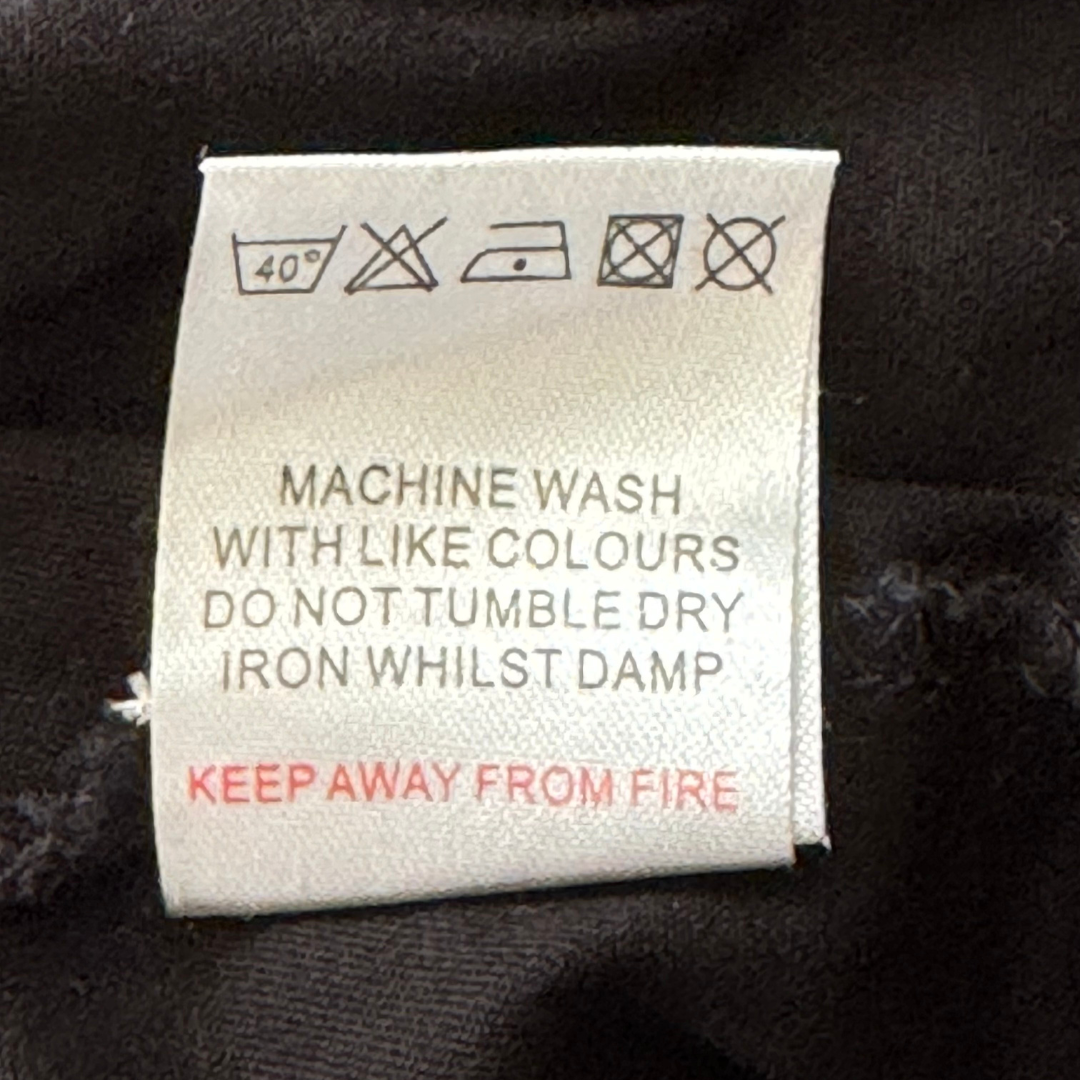 40°
MACHINE WASH
WITH LIKE COLOURS
DO NOT TUMBLE DRY
IRON WHILST DAMP
KEEP AWAY FROM FIRE